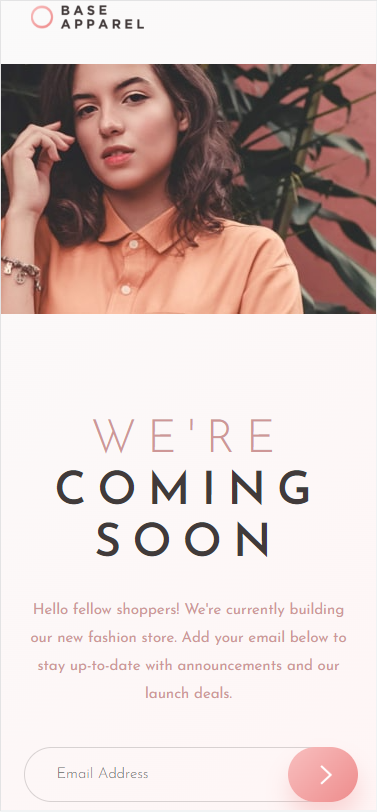 BASE
APPAREL
WE'RE
COMING
SOON
Hello fellow shoppers! We're currently building
our new fashion store. Add your email below to
stay up-to-date with announcements and our
launch deals.
Email Address